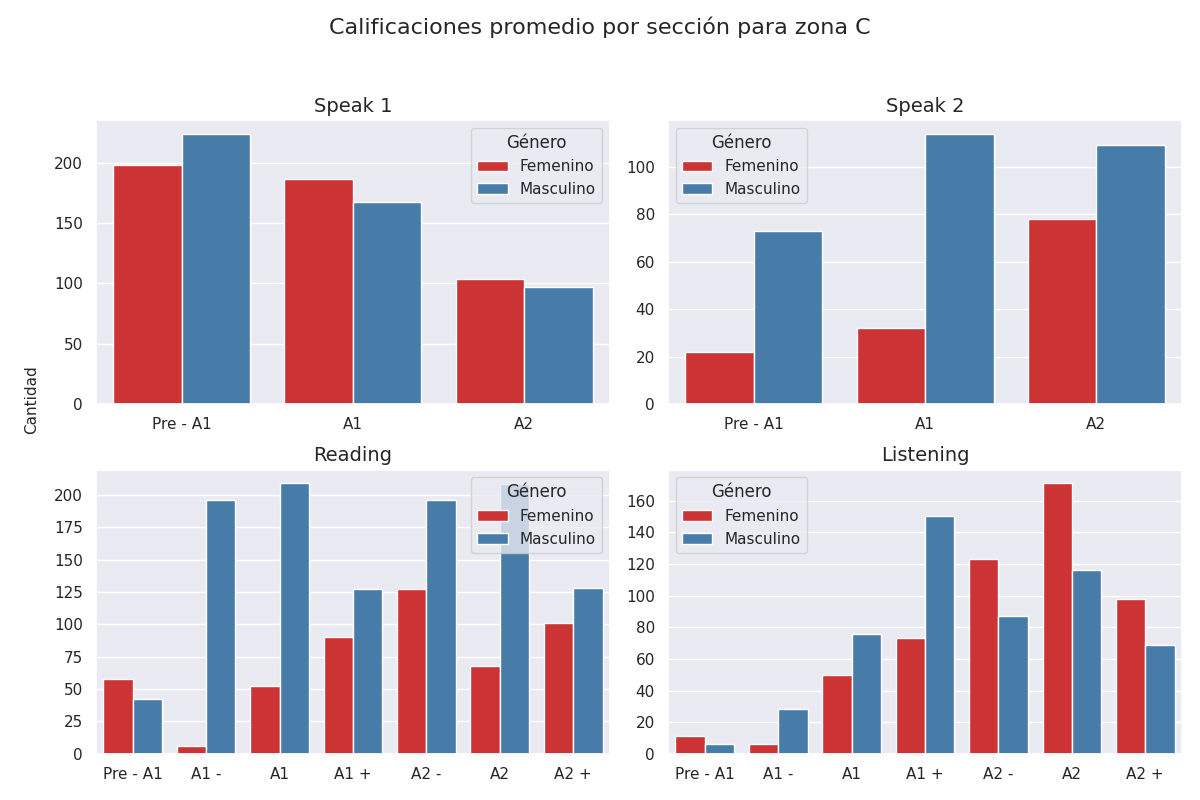 Calificaciones promedio por sección para zona C
Speak 1
Género
Femenino
Masculino
200
150
100
50
0
Pre - A1 A1 A2
Speak 2
Género
Femenino
Masculino
100
80
60
40
20
0
Pre - A1 A1 A2
Cantidad
Reading
Género
Femenino
Masculino
200
175
150
125
100
75
50
25
0
Pre - A1 A1 - A1 A1 + A2 - A2 A2 +
Listening
Género
Femenino
Masculino
160
140
120
100
80
60
40
20
0
Pre - A1 A1 - A1 A1 + A2 - A2 A2 +